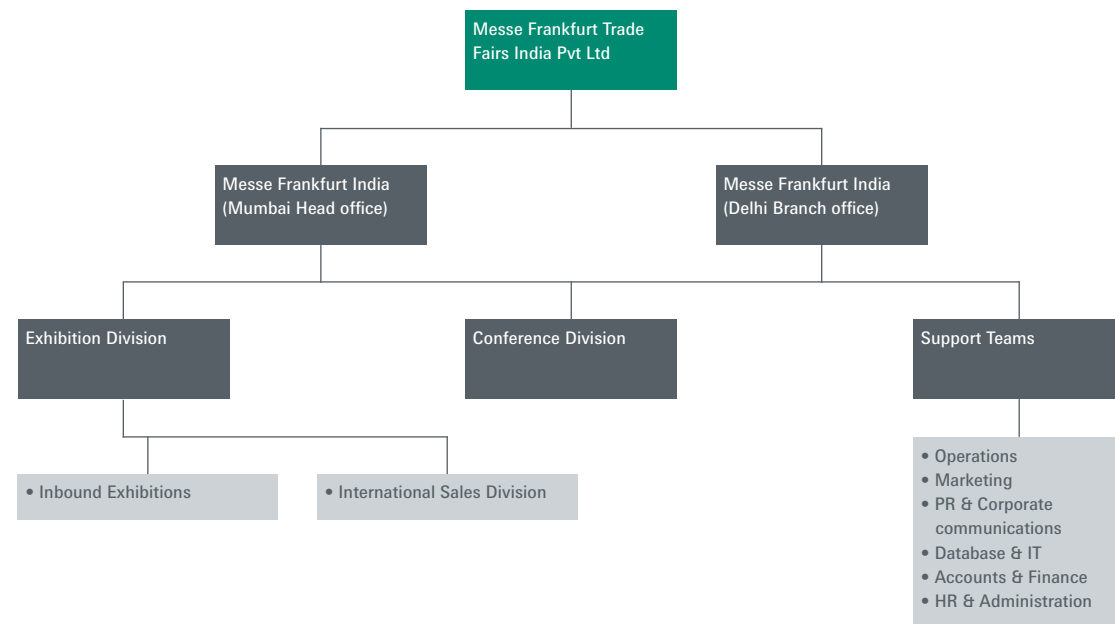 Messe Frankfurt Trade
Fairs India Pvt Ltd
Messe Frankfurt India
(Mumbai Head office)
Messe Frankfurt India
(Delhi Branch office)
Exhibition Division
Conference Division
Support Teams
• Inbound Exhibitions
• International Sales Division
• Operations
• Marketing
• PR & Corporate
communications
• Database & IT
• Accounts & Finance
• HR & Administration